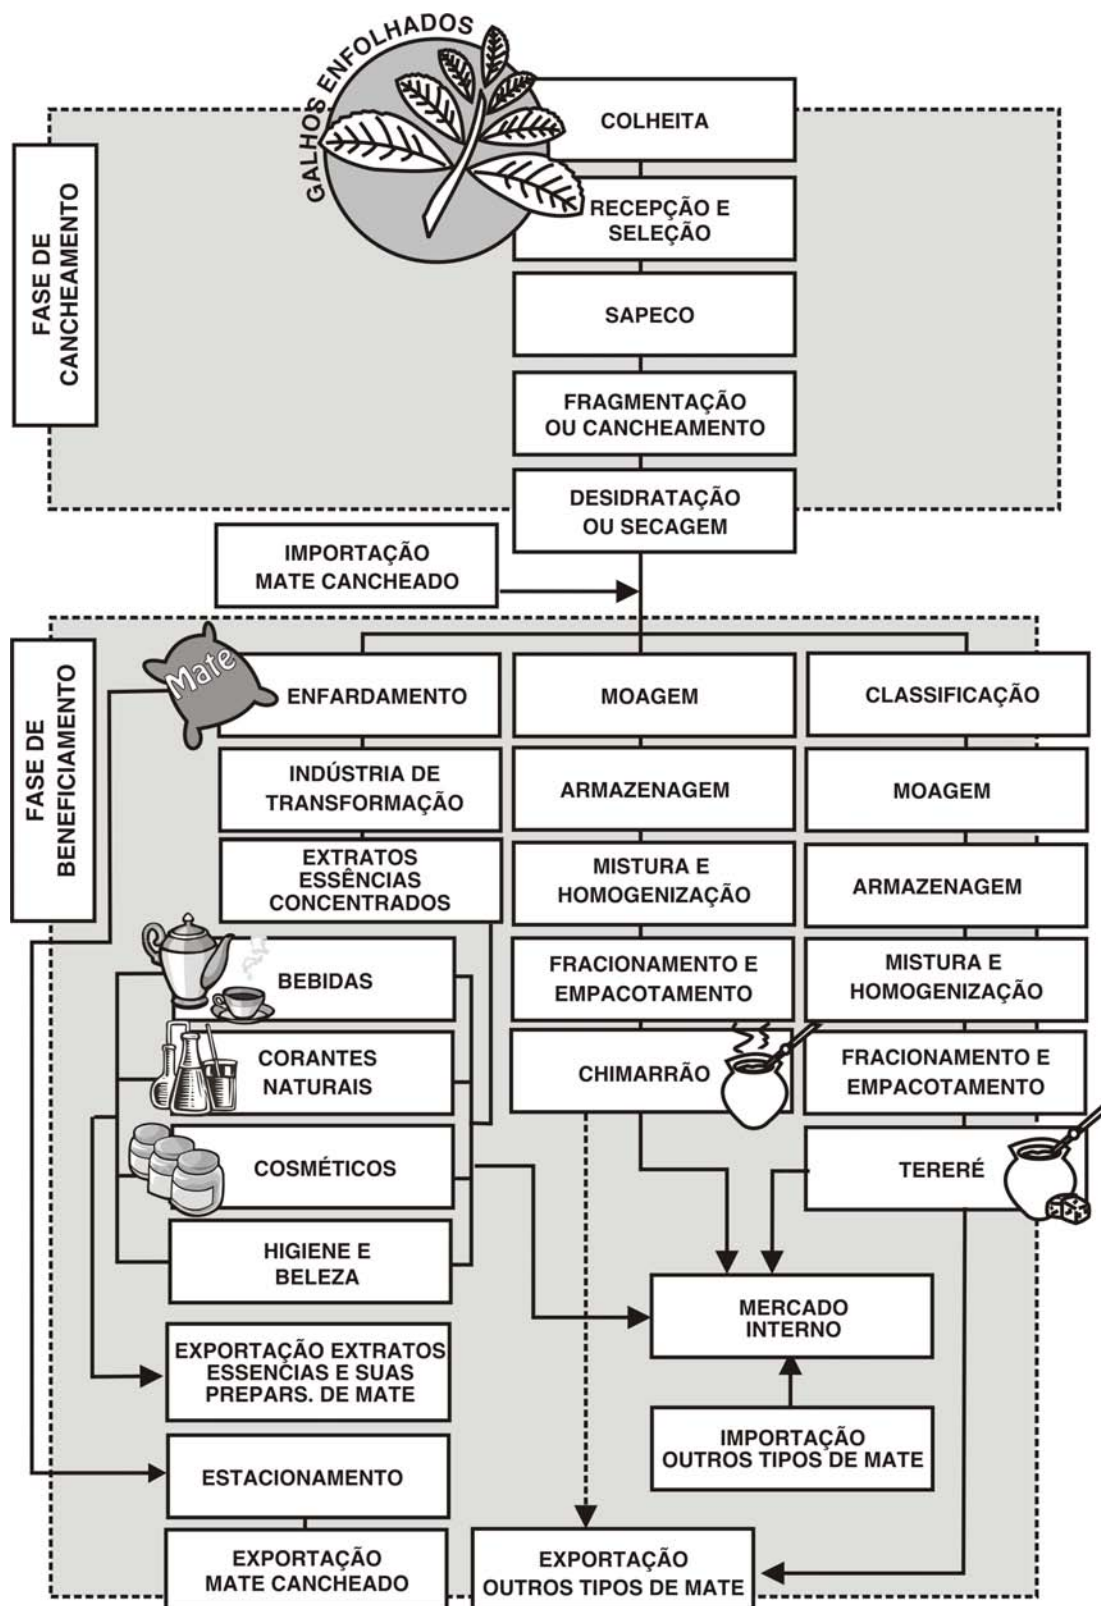 GALHOS ENFOLHADOS
COLHEITA
RECEPÇÃO E
SELEÇÃO
SAPECO
FRAGMENTAÇÃO
OU CANCHEAMENTO
DESIDRATAÇÃO
OU SECAGEM
FASE DE
CANCHEAMENTO
IMPORTAÇÃO
MATE CANCHEADO
FASE DE
BENEFICIAMENTO
Mate
ENFARDAMENTO
INDÚSTRIA DE
TRANSFORMAÇÃO
EXTRATOS
ESSÊNCIAS
CONCENTRADOS
BEBIDAS
CORANTES
NATURAIS
COSMÉTICOS
HIGIENE E
BELEZA
EXPORTAÇÃO EXTRATOS
ESSENCIAS E SUAS
PREPARS. DE MATE
ESTACIONAMENTO
EXPORTAÇÃO
MATE CANCHEADO
MOAGEM
ARMAZENAGEM
MISTURA E
HOMOGENIZAÇÃO
FRACIONAMENTO E
EMPACOTAMENTO
CHIMARRÃO
CLASSIFICAÇÃO
MOAGEM
ARMAZENAGEM
MISTURA E
HOMOGENIZAÇÃO
FRACIONAMENTO E
EMPACOTAMENTO
TERERÉ
MERCADO
INTERNO
IMPORTAÇÃO
OUTROS TIPOS DE MATE
EXPORTAÇÃO
OUTROS TIPOS DE MATE